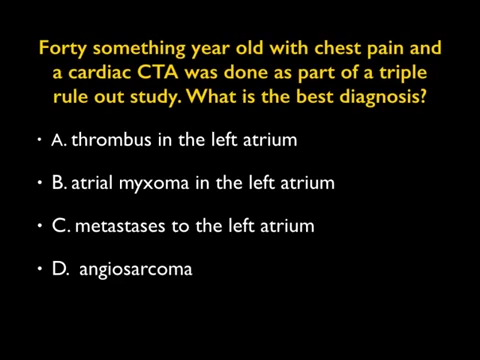 Forty something year old with chest pain and
a cardiac CTA was done as part of a triple
rule out study. What is the best diagnosis?
• A. thrombus in the left atrium
• B. atrial myxoma in the left atrium
• C. metastases to the left atrium
• D. angiosarcoma